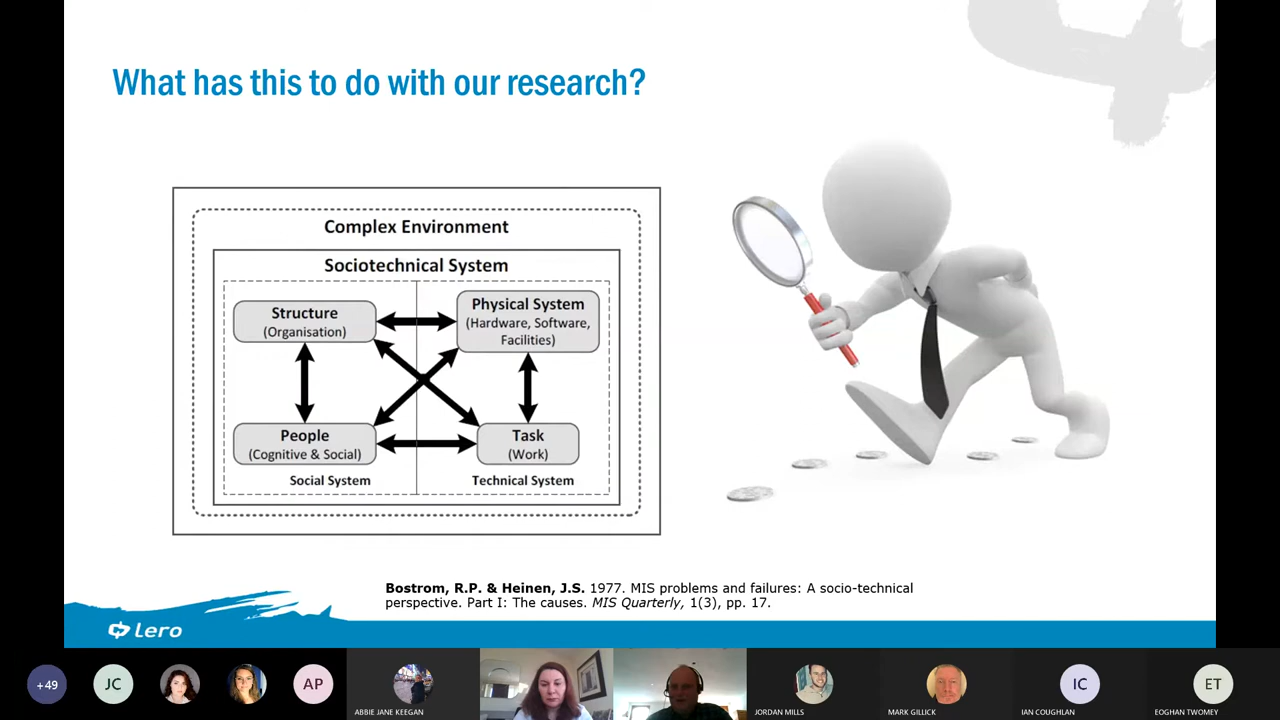 What has this to do with our research?
Complex Environment
Sociotechnical System
Structure
(Organisation)
Physical System
(Hardware, Software,
Facilities)
People
(Cognitive & Social)
Task
(Work)
Social System
Technical System
Bostrom, R.P. & Heinen, J.S. 1977. MIS problems and failures: A socio-technical
perspective. Part I: The causes. MIS Quarterly, 1(3), pp. 17.
Lero
+49
JC
AP
ABBIE JANE KEEGAN
JORDAN MILLS
MARK GILLICK
IC
IAN COUGHLAN
ET
EOGHAN TWOMEY